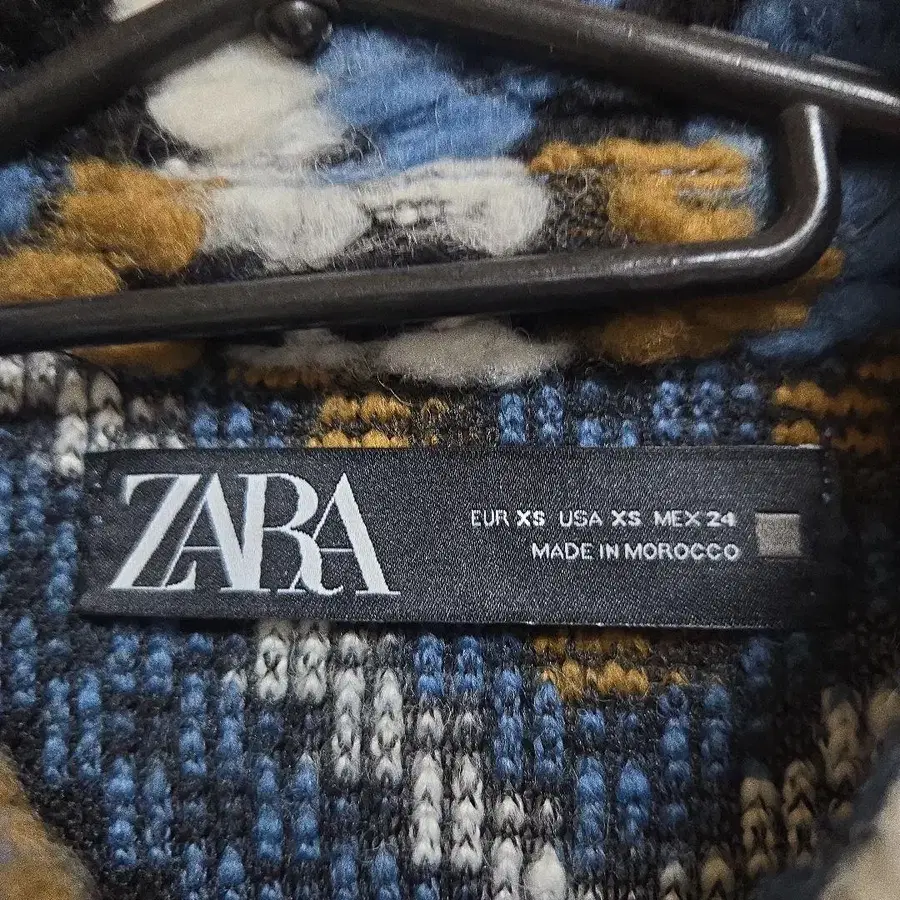 ZARA
EUR XS USA XS MEX 24
MADE IN MOROCCO